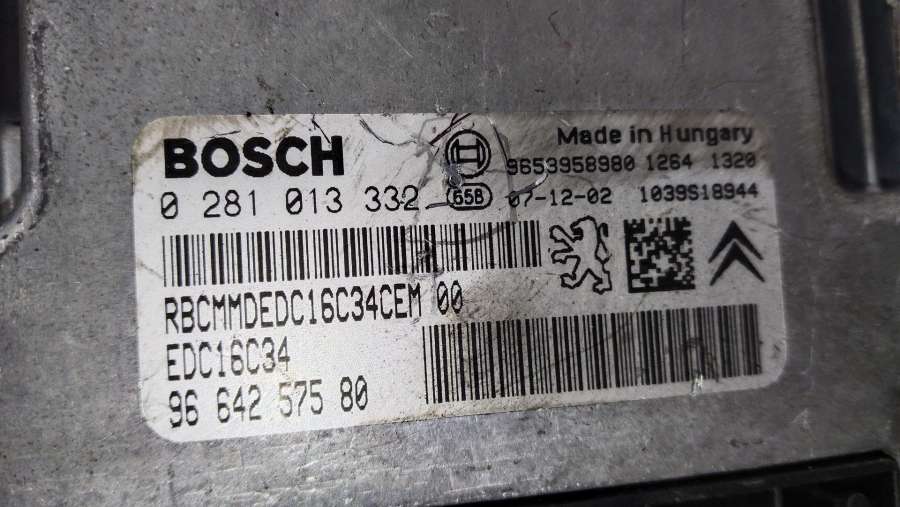 BOSCH
Made in Hungary
9653958980 1264 1320
0 281 013 332 65B 07-12-02 1039S18944
RBCMMDEDC16C34CEM 00
EDC16C34
96 642 575 80